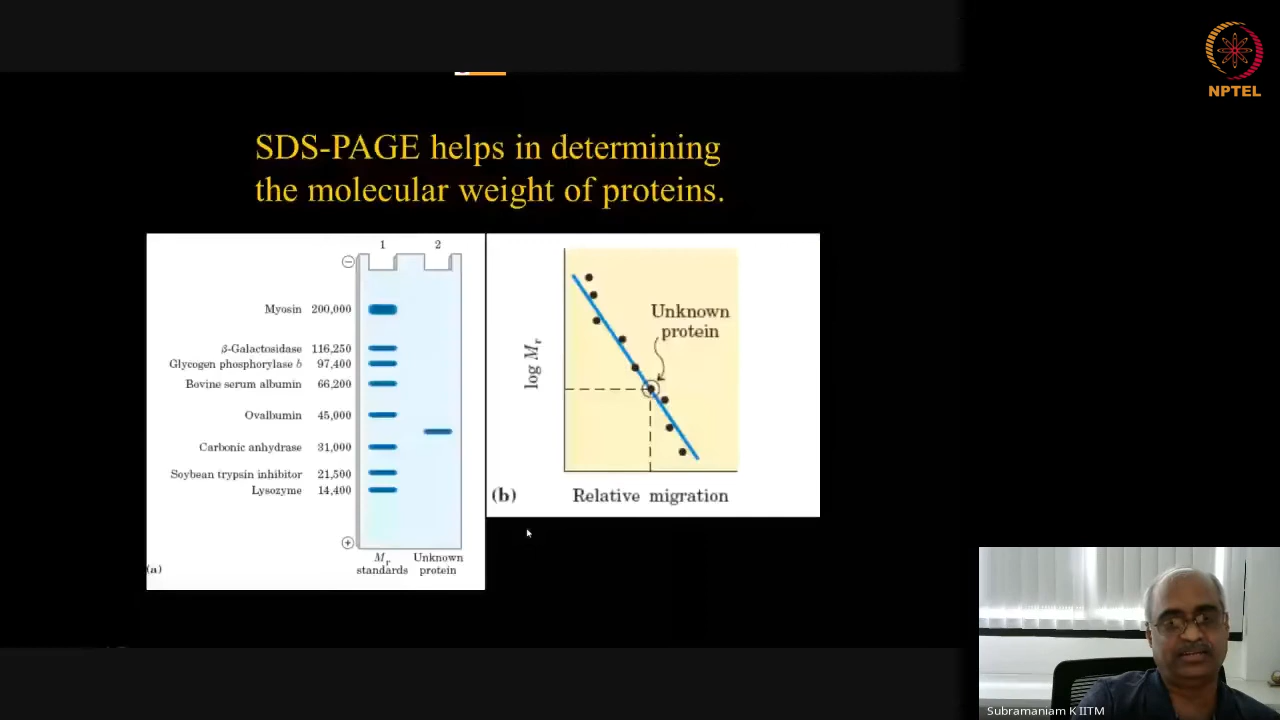 NPTEL
SDS-PAGE helps in determining
the molecular weight of proteins.
1 2
Myosin 200,000
β-Galactosidase 116,250
Glycogen phosphorylase b 97,400
Bovine serum albumin 66,200
Ovalbumin 45,000
Carbonic anhydrase 31,000
Soybean trypsin inhibitor 21,500
Lysozyme 14,400
−
+
Mr
standards
Unknown
protein
(a)
log Mr
Unknown
protein
(b) Relative migration
Subramaniam K IITM